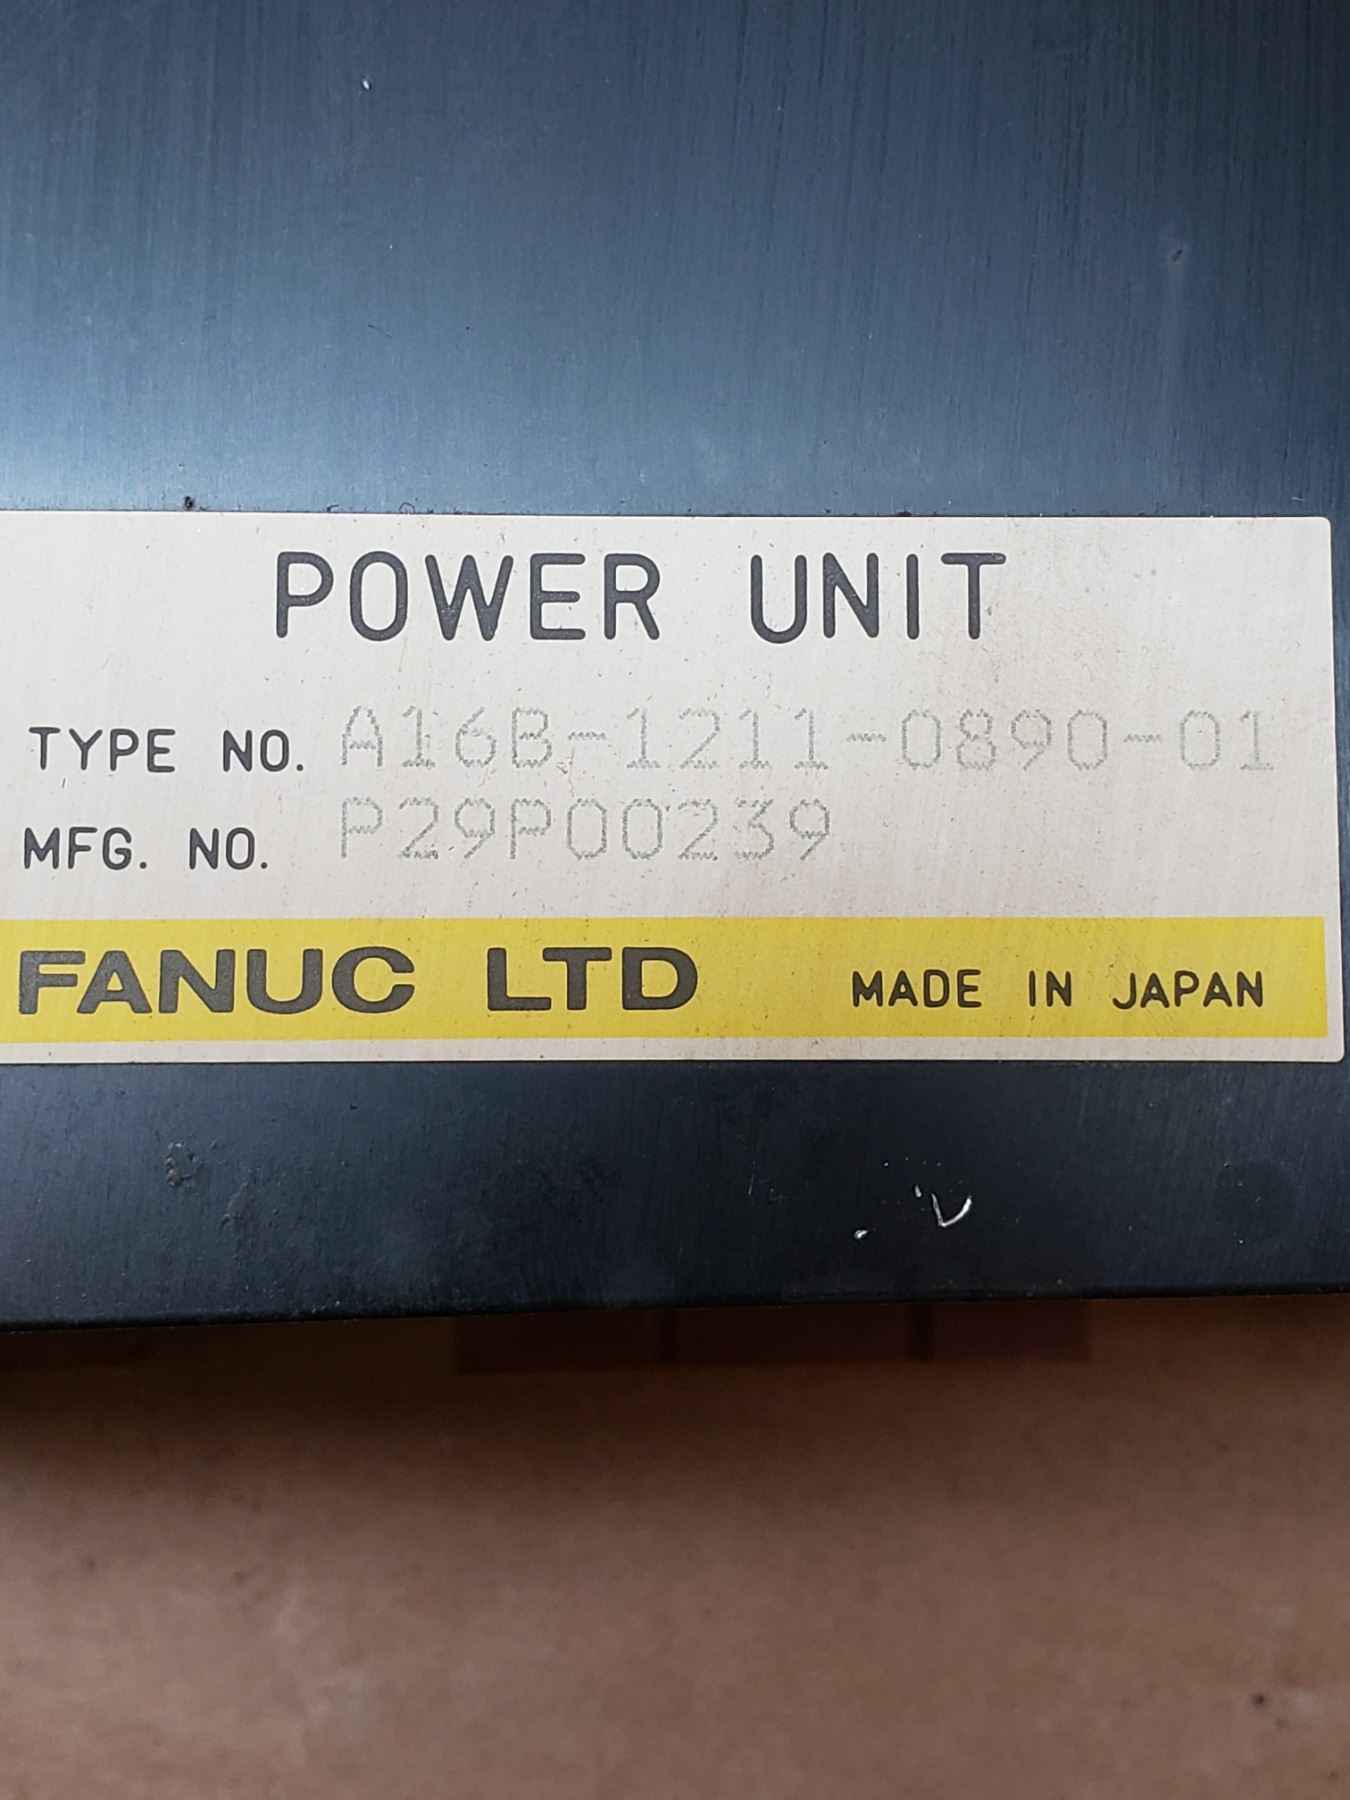 POWER UNIT
TYPE NO. A16B-1211-0890-01
MFG. NO. P29P00239
FANUC LTD MADE IN JAPAN